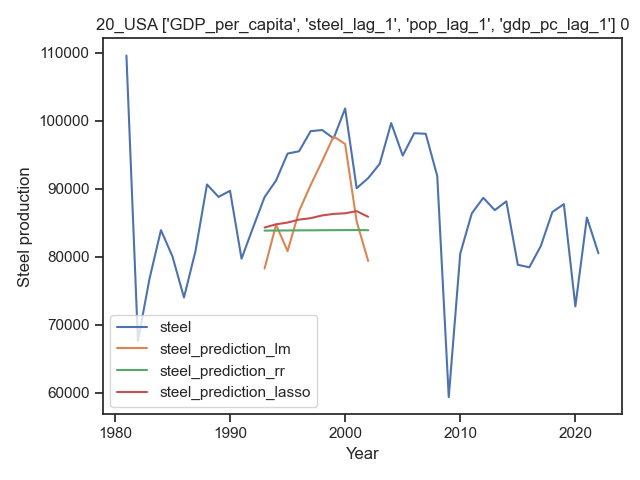 20_USA ['GDP_per_capita', 'steel_lag_1', 'pop_lag_1', 'gdp_pc_lag_1'] 0
110000
100000
90000
80000
70000
60000
Steel production
steel
steel_prediction_lm
steel_prediction_rr
steel_prediction_lasso
1980
1990
2000
2010
2020
Year